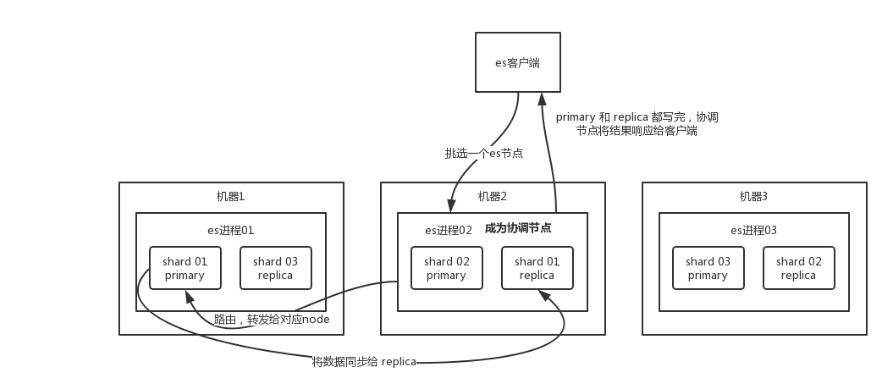 es客户端
primary 和 replica 都写完，协调
节点将结果响应给客户端
挑选一个es节点
机器1
机器2
机器3
es进程01
es进程02
成为协调节点
es进程03
shard 01
primary
shard 03
replica
shard 02
primary
shard 01
replica
shard 03
primary
shard 02
replica
路由，转发给对应node
将数据同步给 replica